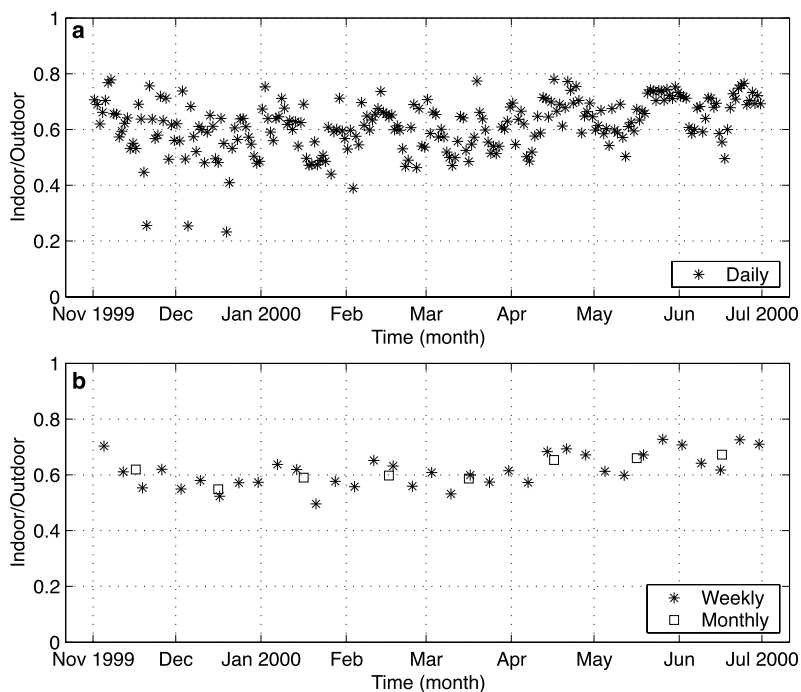 1
a
0.8
0.6
0.4
0.2
0
Indoor/Outdoor
Daily
Nov 1999 Dec Jan 2000 Feb Mar Apr May Jun Jul 2000
Time (month)
1
b
0.8
0.6
0.4
0.2
0
Indoor/Outdoor
Weekly
Monthly
Nov 1999 Dec Jan 2000 Feb Mar Apr May Jun Jul 2000
Time (month)